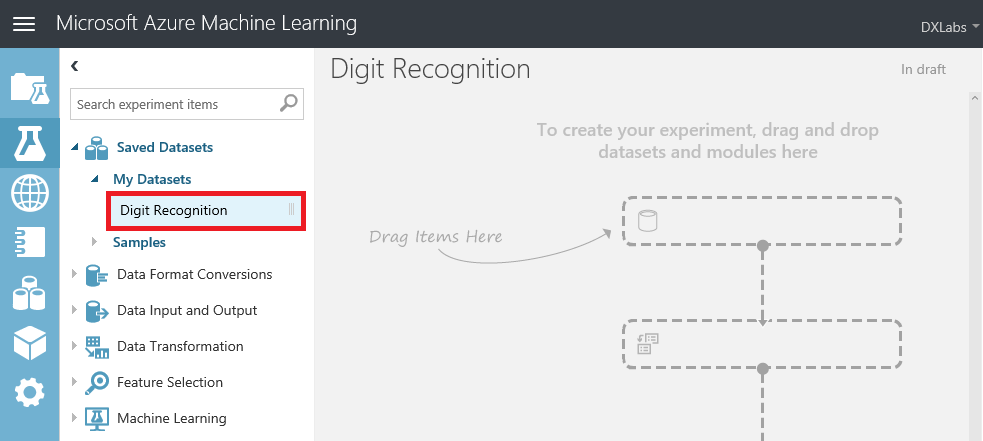 Microsoft Azure Machine Learning
DXLabs
Search experiment items
Saved Datasets
My Datasets
Digit Recognition
Samples
Data Format Conversions
Data Input and Output
Data Transformation
Feature Selection
Machine Learning
Digit Recognition
In draft
To create your experiment, drag and drop
datasets and modules here
Drag Items Here